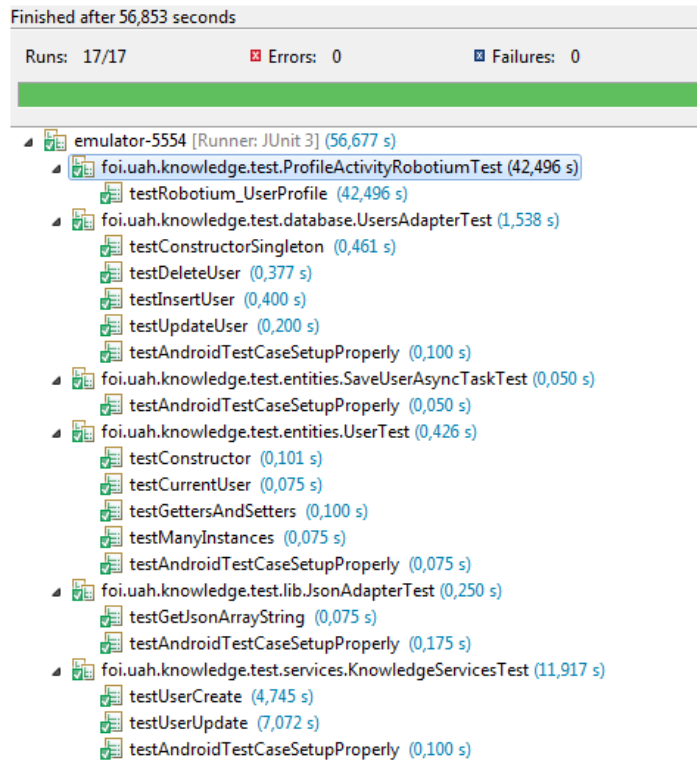 Finished after 56,853 seconds
Runs: 17/17 Errors: 0 Failures: 0
emulator-5554 [Runner: JUnit 3] (56,677 s)
foi.uah.knowledge.test.ProfileActivityRobotiumTest (42,496 s)
testRobotium_UserProfile (42,496 s)
foi.uah.knowledge.test.database.UsersAdapterTest (1,538 s)
testConstructorSingleton (0,461 s)
testDeleteUser (0,377 s)
testInsertUser (0,400 s)
testUpdateUser (0,200 s)
testAndroidTestCaseSetupProperly (0,100 s)
foi.uah.knowledge.test.entities.SaveUserAsyncTaskTest (0,050 s)
testAndroidTestCaseSetupProperly (0,050 s)
foi.uah.knowledge.test.entities.UserTest (0,426 s)
testConstructor (0,101 s)
testCurrentUser (0,075 s)
testGettersAndSetters (0,100 s)
testManyInstances (0,075 s)
testAndroidTestCaseSetupProperly (0,075 s)
foi.uah.knowledge.test.lib.JsonAdapterTest (0,250 s)
testGetJsonArrayString (0,075 s)
testAndroidTestCaseSetupProperly (0,175 s)
foi.uah.knowledge.test.services.KnowledgeServicesTest (11,917 s)
testUserCreate (4,745 s)
testUserUpdate (7,072 s)
testAndroidTestCaseSetupProperly (0,100 s)